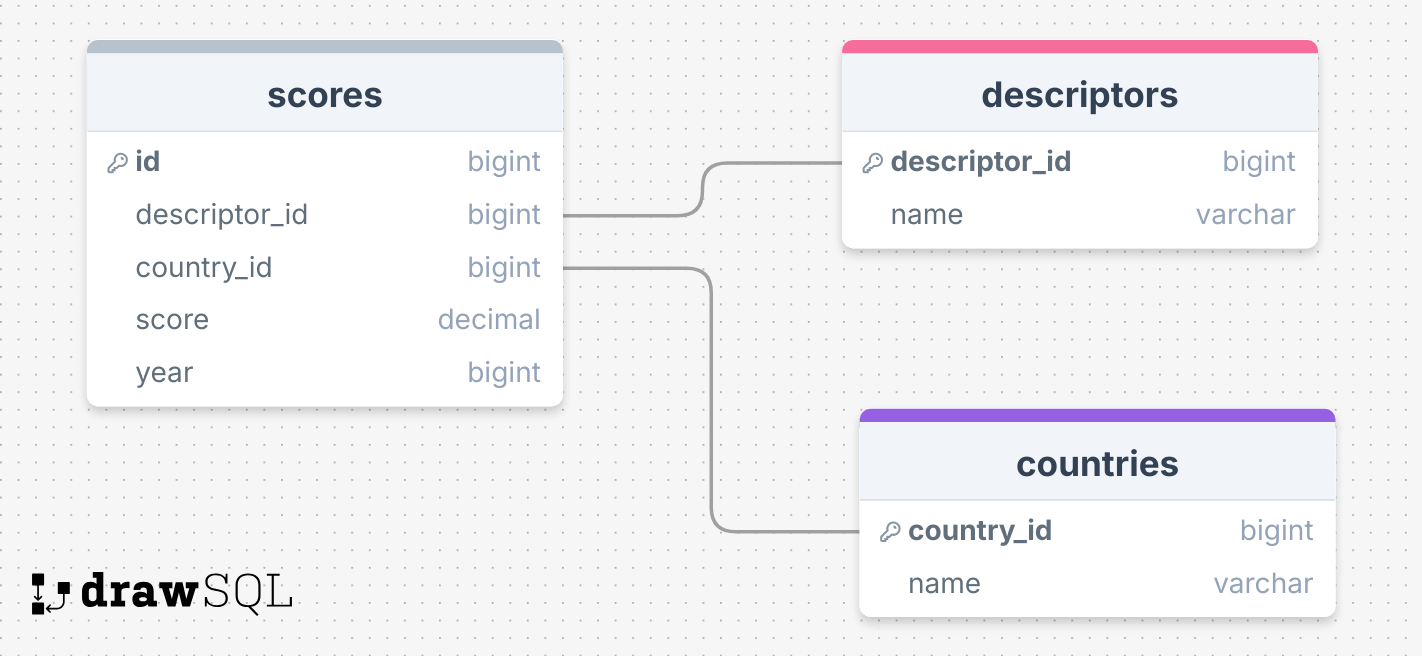 scores
id bigint
descriptor_id bigint
country_id bigint
score decimal
year bigint
descriptors
descriptor_id bigint
name varchar
countries
country_id bigint
name varchar
drawSQL